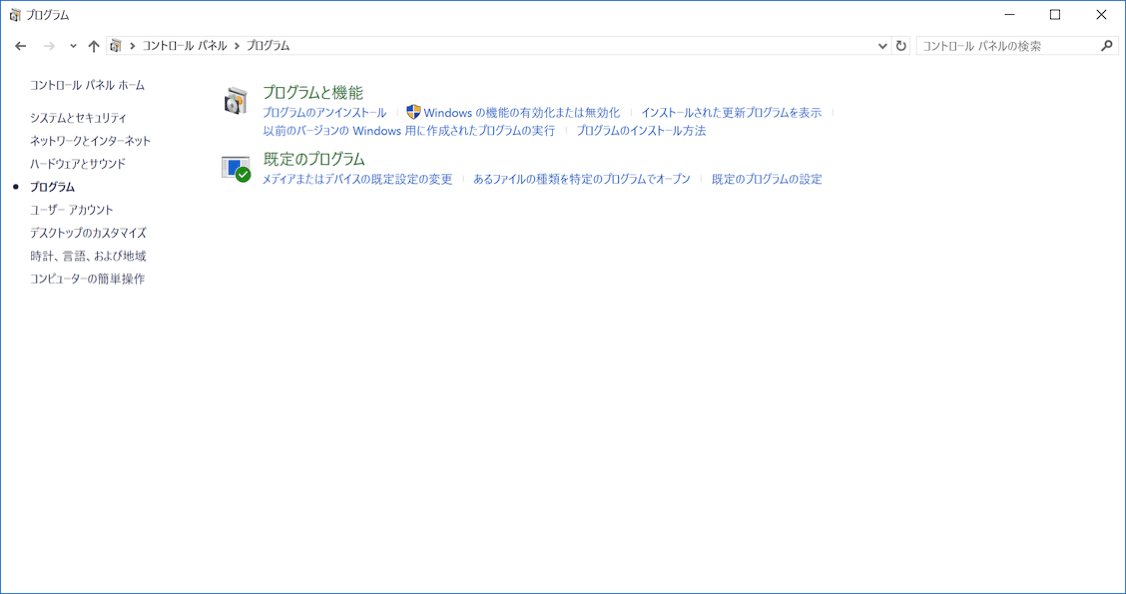 プログラム
コントロール パネル プログラム
コントロール パネルの検索
コントロール パネル ホーム
システムとセキュリティ
ネットワークとインターネット
ハードウェアとサウンド
プログラム
ユーザー アカウント
デスクトップのカスタマイズ
時計、言語、および地域
コンピューターの簡単操作
プログラムと機能
プログラムのアンインストール Windows の機能の有効化または無効化 インストールされた更新プログラムを表示
以前のバージョンの Windows 用に作成されたプログラムの実行 プログラムのインストール方法
既定のプログラム
メディアまたはデバイスの既定設定の変更 あるファイルの種類を特定のプログラムでオープン 既定のプログラムの設定